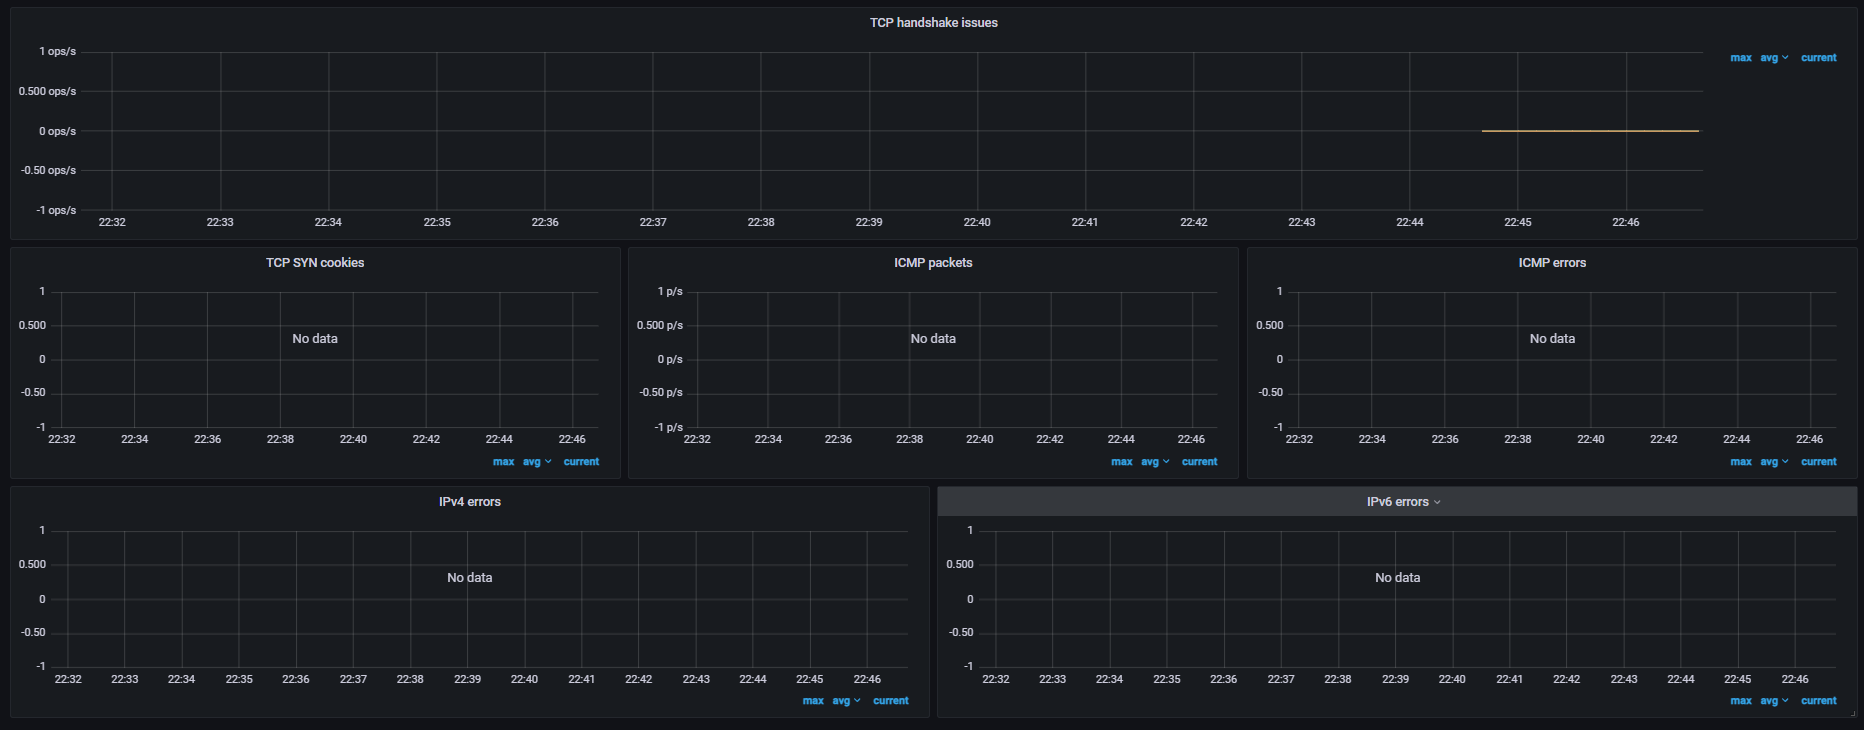 TCP handshake issues
1 ops/s
0.500 ops/s
0 ops/s
-0.50 ops/s
-1 ops/s
22:32 22:33 22:34 22:35 22:36 22:37 22:38 22:39 22:40 22:41 22:42 22:43 22:44 22:45 22:46
max avg current
TCP SYN cookies
1
0.500
No data
0
-0.50
-1
22:32 22:34 22:36 22:38 22:40 22:42 22:44 22:46
max avg current
ICMP packets
1 p/s
0.500 p/s
No data
0 p/s
-0.50 p/s
-1 p/s
22:32 22:34 22:36 22:38 22:40 22:42 22:44 22:46
max avg current
ICMP errors
1
0.500
No data
0
-0.50
-1
22:32 22:34 22:36 22:38 22:40 22:42 22:44 22:46
max avg current
IPv4 errors
1
0.500
No data
0
-0.50
-1
22:32 22:33 22:34 22:35 22:36 22:37 22:38 22:39 22:40 22:41 22:42 22:43 22:44 22:45 22:46
max avg current
IPv6 errors
1
0.500
No data
0
-0.50
-1
22:32 22:33 22:34 22:35 22:36 22:37 22:38 22:39 22:40 22:41 22:42 22:43 22:44 22:45 22:46
max avg current